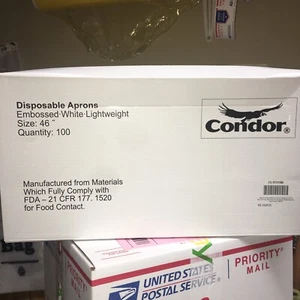 Disposable Aprons
Embossed·White·Lightweight
Size: 46"
Quantity: 100
Condor®
Manufactured from Materials
Which Fully Comply with
FDA – 21 CFR 177. 1520
for Food Contact.
UNITED STATES
POSTAL SERVICE®
PRIORITY®
MAIL
PRIORITY